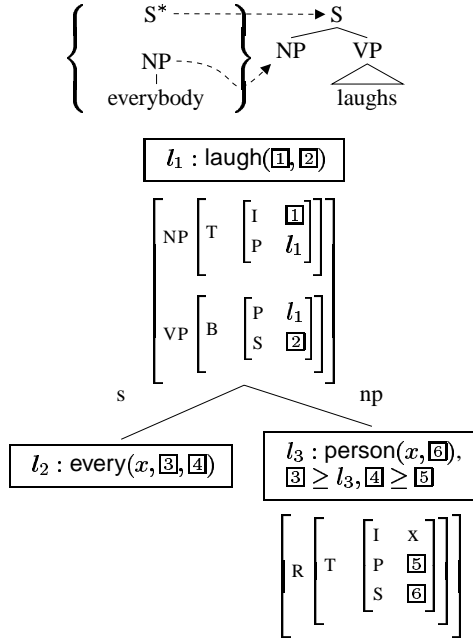 S* S
NP NP VP
everybody laughs
l₁ : laugh(1, 2)
NP T I 1
P l₁
VP B P l₁
S 2
s np
l₂ : every(x, 3, 4)
l₃ : person(x, 6),
3 ≥ l₃, 4 ≥ 5
R T I x
P 5
S 6